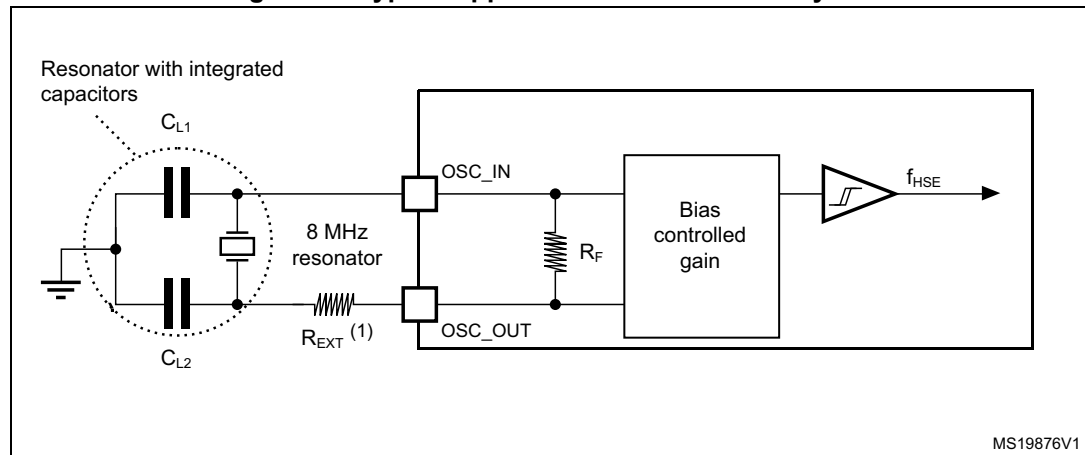 Resonator with integrated
capacitors
CL1
OSC_IN
fHSE
8 MHz
resonator
RF
Bias
controlled
gain
REXT (1)
OSC_OUT
CL2
MS19876V1